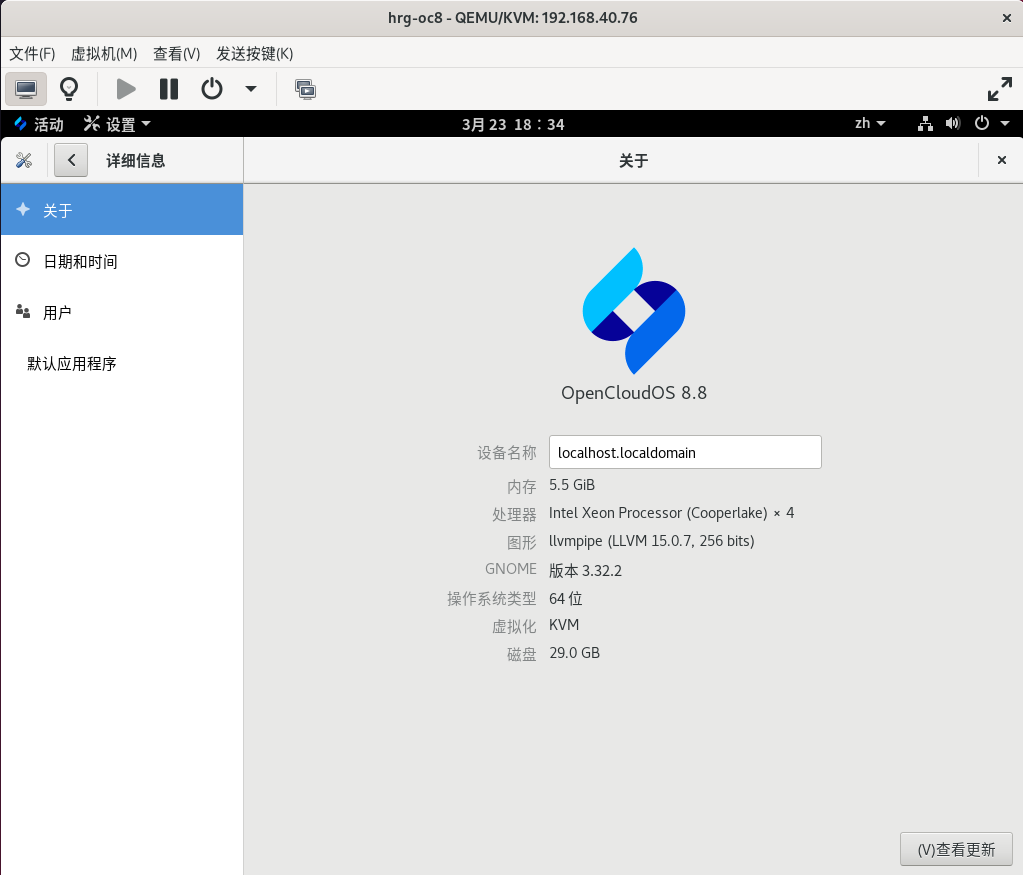 hrg-oc8 - QEMU/KVM: 192.168.40.76
文件(F) 虚拟机(M) 查看(V) 发送按键(K)
活动 设置 3月 23 18：34 zh
详细信息 关于
关于
日期和时间
用户
默认应用程序
OpenCloudOS 8.8
设备名称 localhost.localdomain
内存 5.5 GiB
处理器 Intel Xeon Processor (Cooperlake) × 4
图形 llvmpipe (LLVM 15.0.7, 256 bits)
GNOME 版本 3.32.2
操作系统类型 64 位
虚拟化 KVM
磁盘 29.0 GB
(V)查看更新